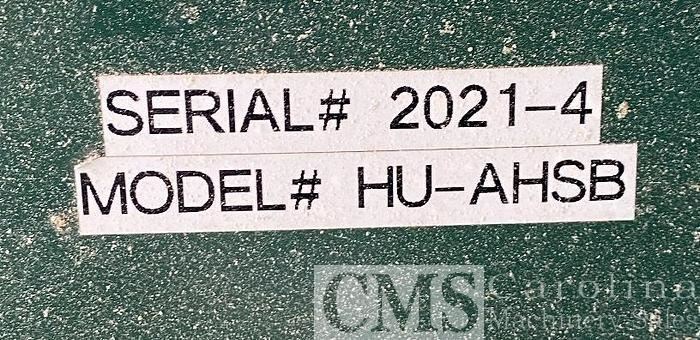 SERIAL# 2021-4
MODEL# HU-AHSB
CMS Carolina
Machinery Sales